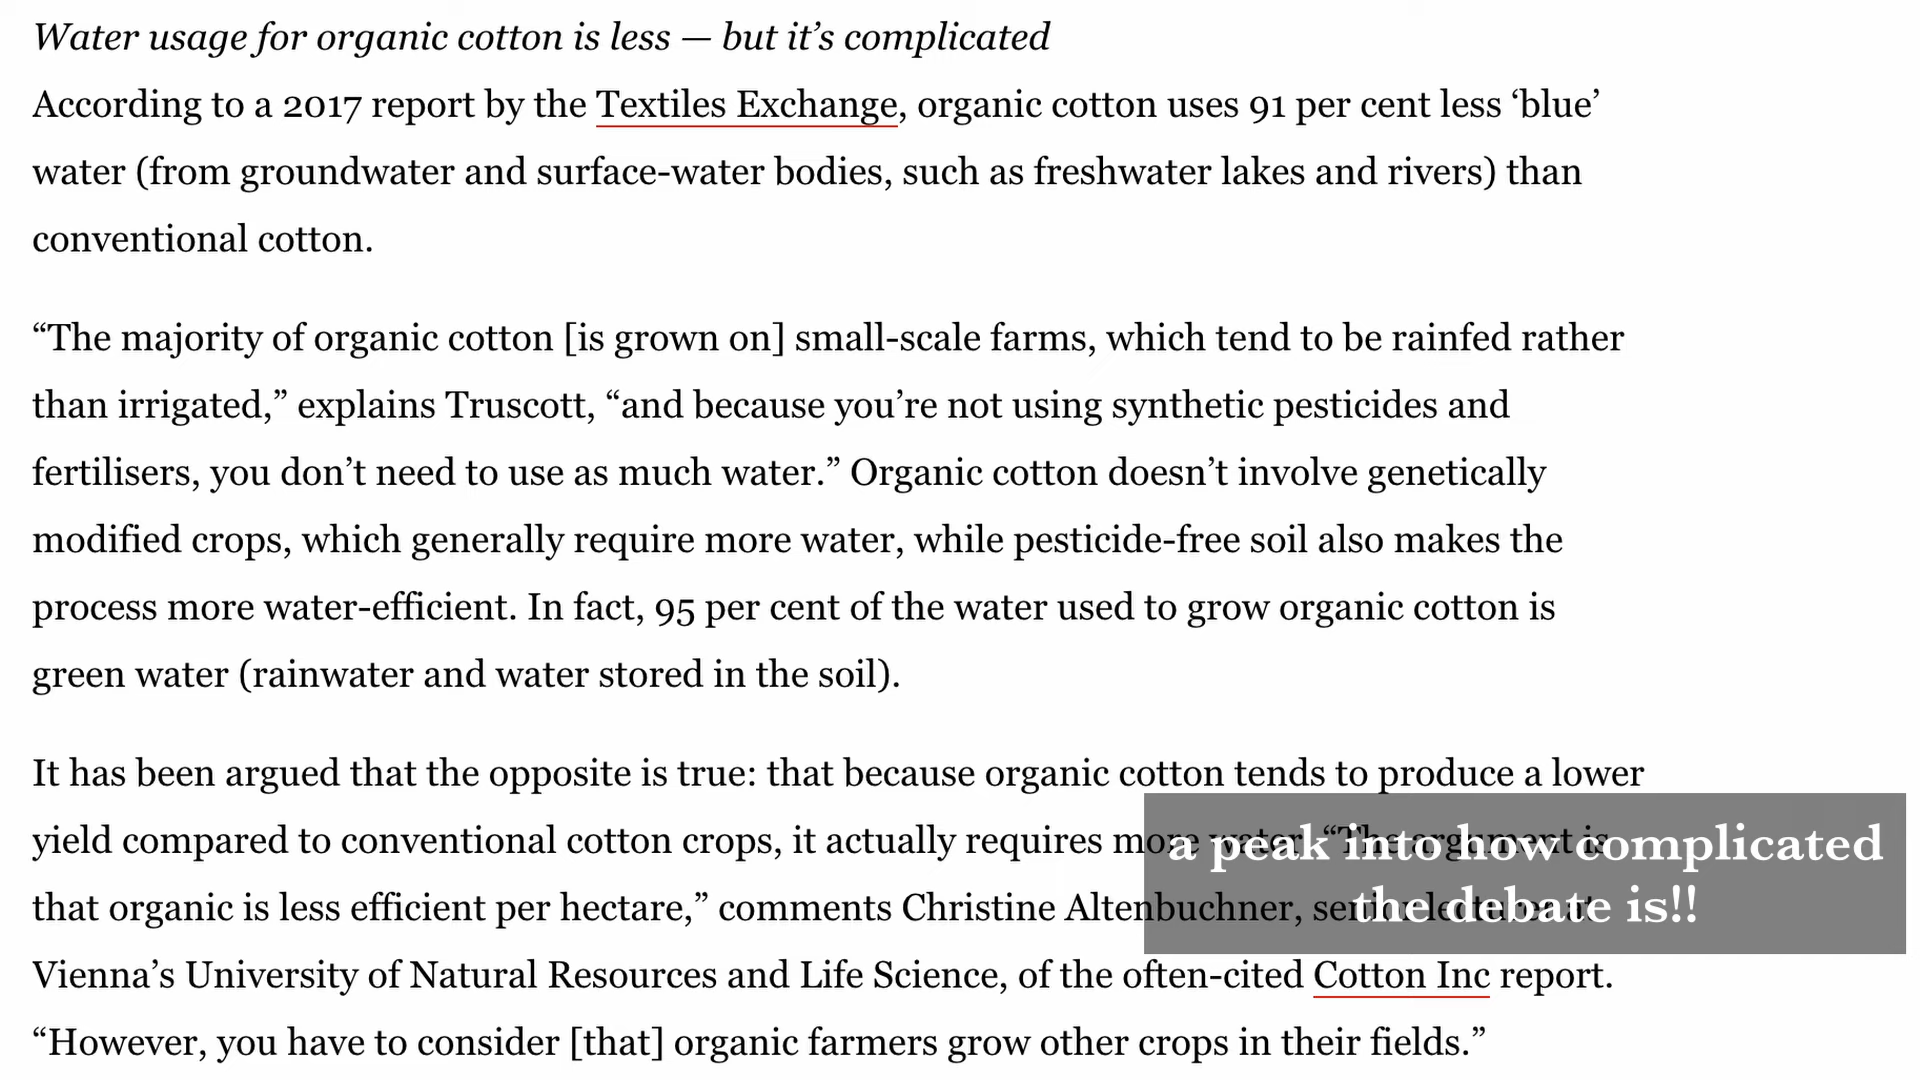 Water usage for organic cotton is less — but it’s complicated
According to a 2017 report by the Textiles Exchange, organic cotton uses 91 per cent less ‘blue’
water (from groundwater and surface-water bodies, such as freshwater lakes and rivers) than
conventional cotton.
“The majority of organic cotton [is grown on] small-scale farms, which tend to be rainfed rather
than irrigated,” explains Truscott, “and because you’re not using synthetic pesticides and
fertilisers, you don’t need to use as much water.” Organic cotton doesn’t involve genetically
modified crops, which generally require more water, while pesticide-free soil also makes the
process more water-efficient. In fact, 95 per cent of the water used to grow organic cotton is
green water (rainwater and water stored in the soil).
It has been argued that the opposite is true: that because organic cotton tends to produce a lower
yield compared to conventional cotton crops, it actually requires more water. “The argument is
that organic is less efficient per hectare,” comments Christine Altenbuchner, senior lecturer at
Vienna’s University of Natural Resources and Life Science, of the often-cited Cotton Inc report.
“However, you have to consider [that] organic farmers grow other crops in their fields.”
a peak into how complicated
the debate is!!